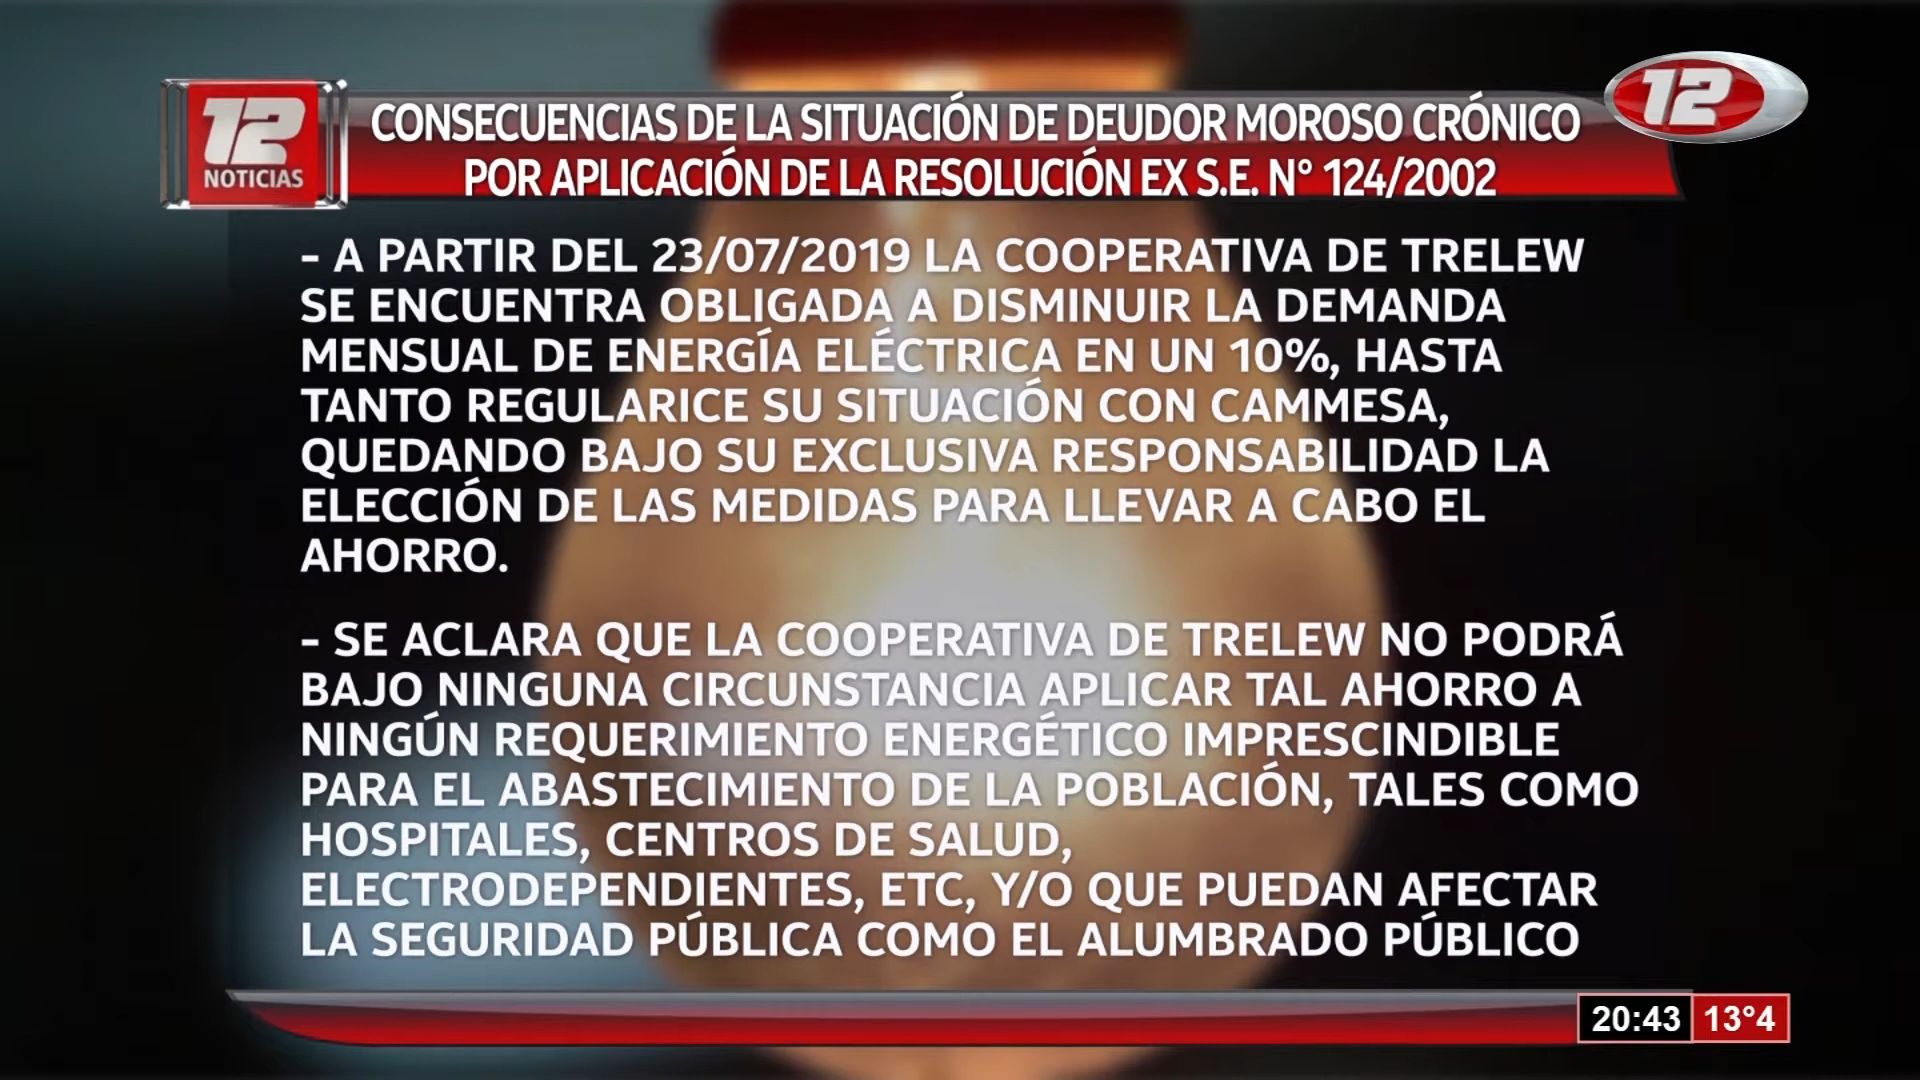 12
NOTICIAS
12
CONSECUENCIAS DE LA SITUACIÓN DE DEUDOR MOROSO CRÓNICO
POR APLICACIÓN DE LA RESOLUCIÓN EX S.E. N° 124/2002
- A PARTIR DEL 23/07/2019 LA COOPERATIVA DE TRELEW
SE ENCUENTRA OBLIGADA A DISMINUIR LA DEMANDA
MENSUAL DE ENERGÍA ELÉCTRICA EN UN 10%, HASTA
TANTO REGULARICE SU SITUACIÓN CON CAMMESA,
QUEDANDO BAJO SU EXCLUSIVA RESPONSABILIDAD LA
ELECCIÓN DE LAS MEDIDAS PARA LLEVAR A CABO EL
AHORRO.
- SE ACLARA QUE LA COOPERATIVA DE TRELEW NO PODRÁ
BAJO NINGUNA CIRCUNSTANCIA APLICAR TAL AHORRO A
NINGÚN REQUERIMIENTO ENERGÉTICO IMPRESCINDIBLE
PARA EL ABASTECIMIENTO DE LA POBLACIÓN, TALES COMO
HOSPITALES, CENTROS DE SALUD,
ELECTRODEPENDIENTES, ETC, Y/O QUE PUEDAN AFECTAR
LA SEGURIDAD PÚBLICA COMO EL ALUMBRADO PÚBLICO
20:43 13°4